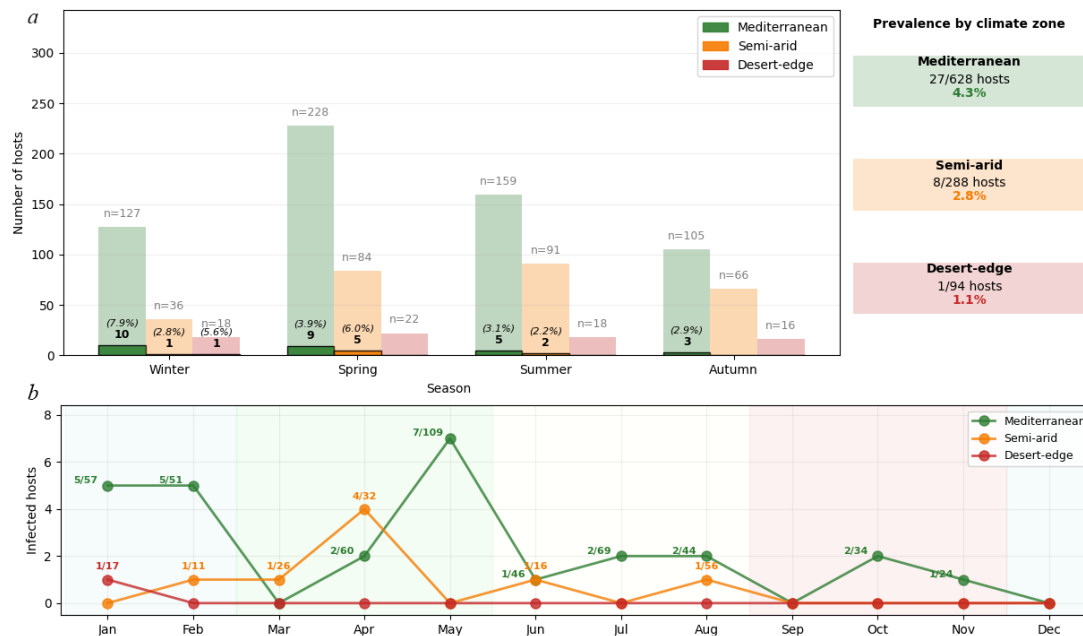 a
Mediterranean
Semi-arid
Desert-edge
Prevalence by climate zone
Mediterranean
27/628 hosts
4.3%
Semi-arid
8/288 hosts
2.8%
Desert-edge
1/94 hosts
1.1%
Number of hosts
300
250
200
150
100
50
0
n=127
n=36
n=18
(7.9%)
10
(2.8%)
1
(5.6%)
1
n=228
n=84
n=22
(3.9%)
9
(6.0%)
5
n=159
n=91
n=18
(3.1%)
5
(2.2%)
2
n=105
n=66
n=16
(2.9%)
3
Winter Spring Summer Autumn
Season
b
Mediterranean
Semi-arid
Desert-edge
Infected hosts
8
6
4
2
0
5/57
5/51
2/60
7/109
1/46
2/69
2/44
2/34
1/24
1/11
1/26
4/32
1/16
1/56
1/17
Jan Feb Mar Apr May Jun Jul Aug Sep Oct Nov Dec